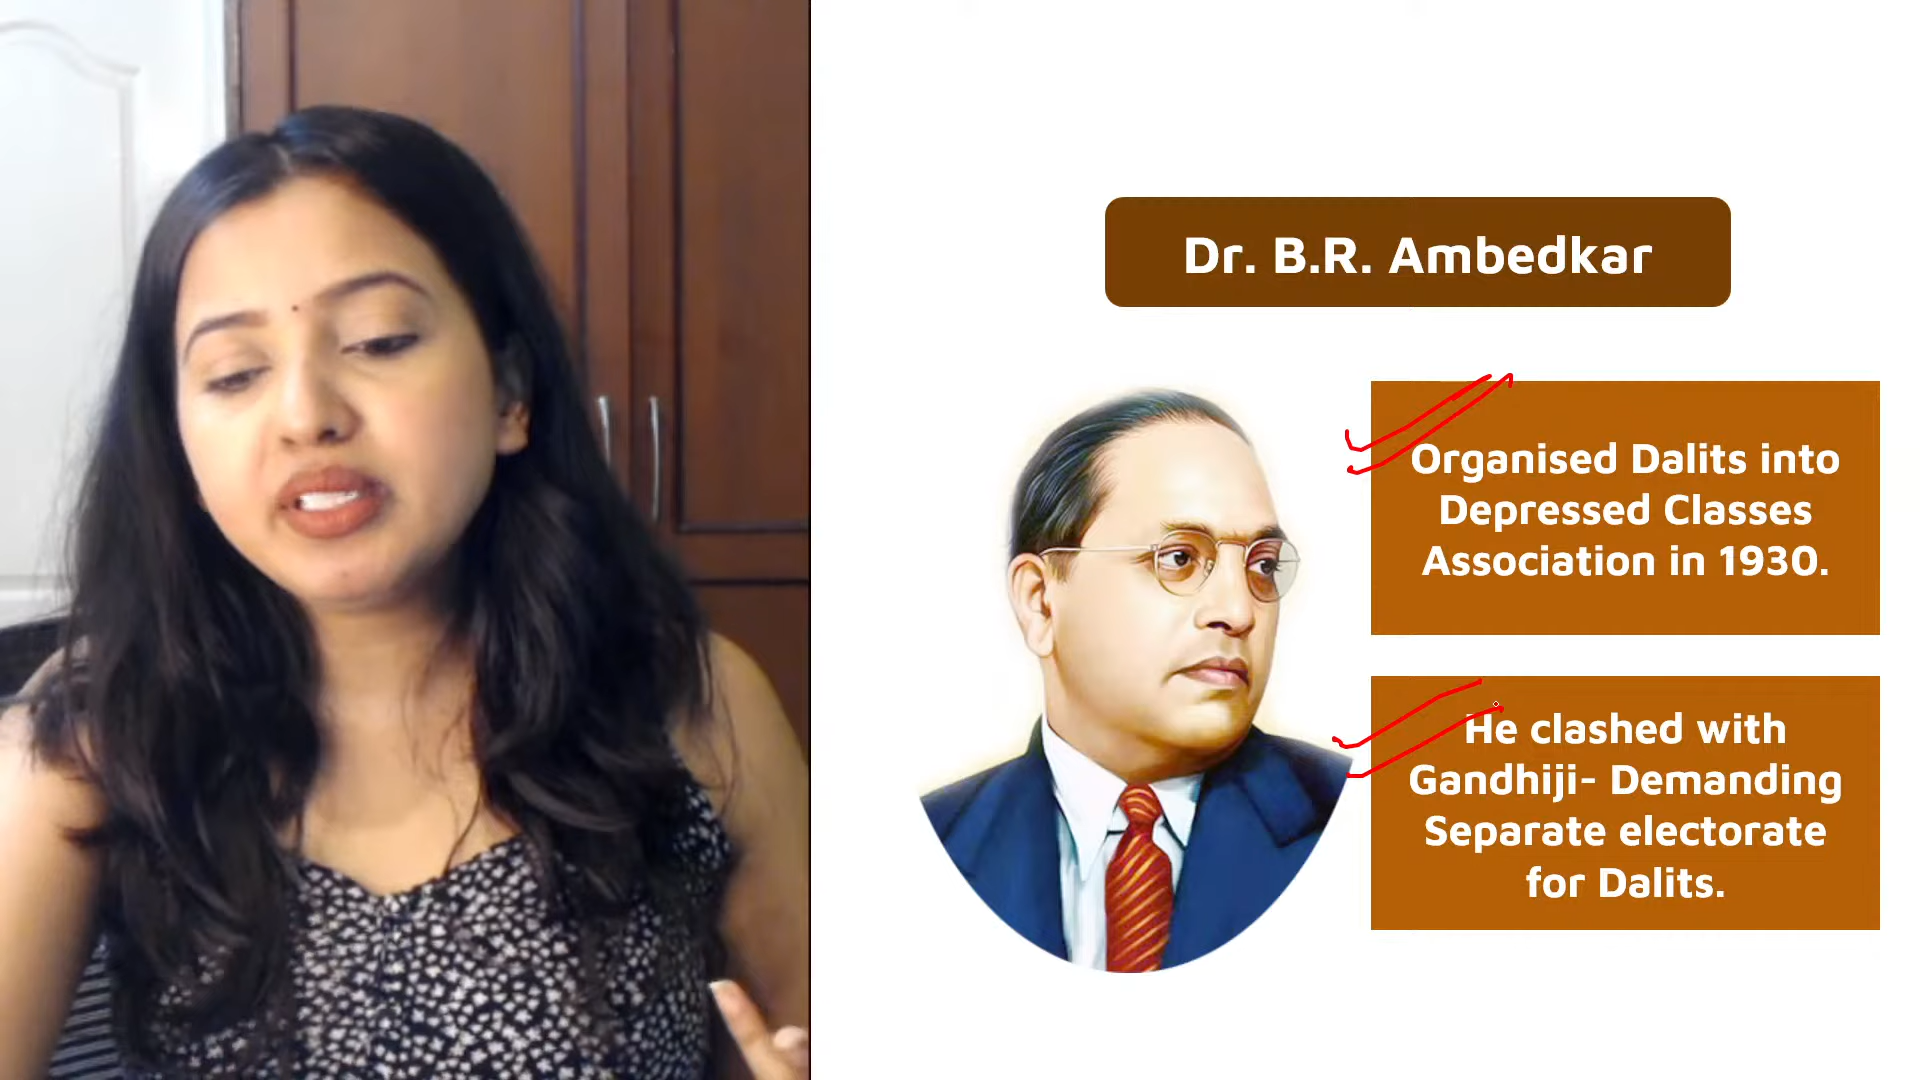 Dr. B.R. Ambedkar
Organised Dalits into
Depressed Classes
Association in 1930.
He clashed with
Gandhiji- Demanding
Separate electorate
for Dalits.